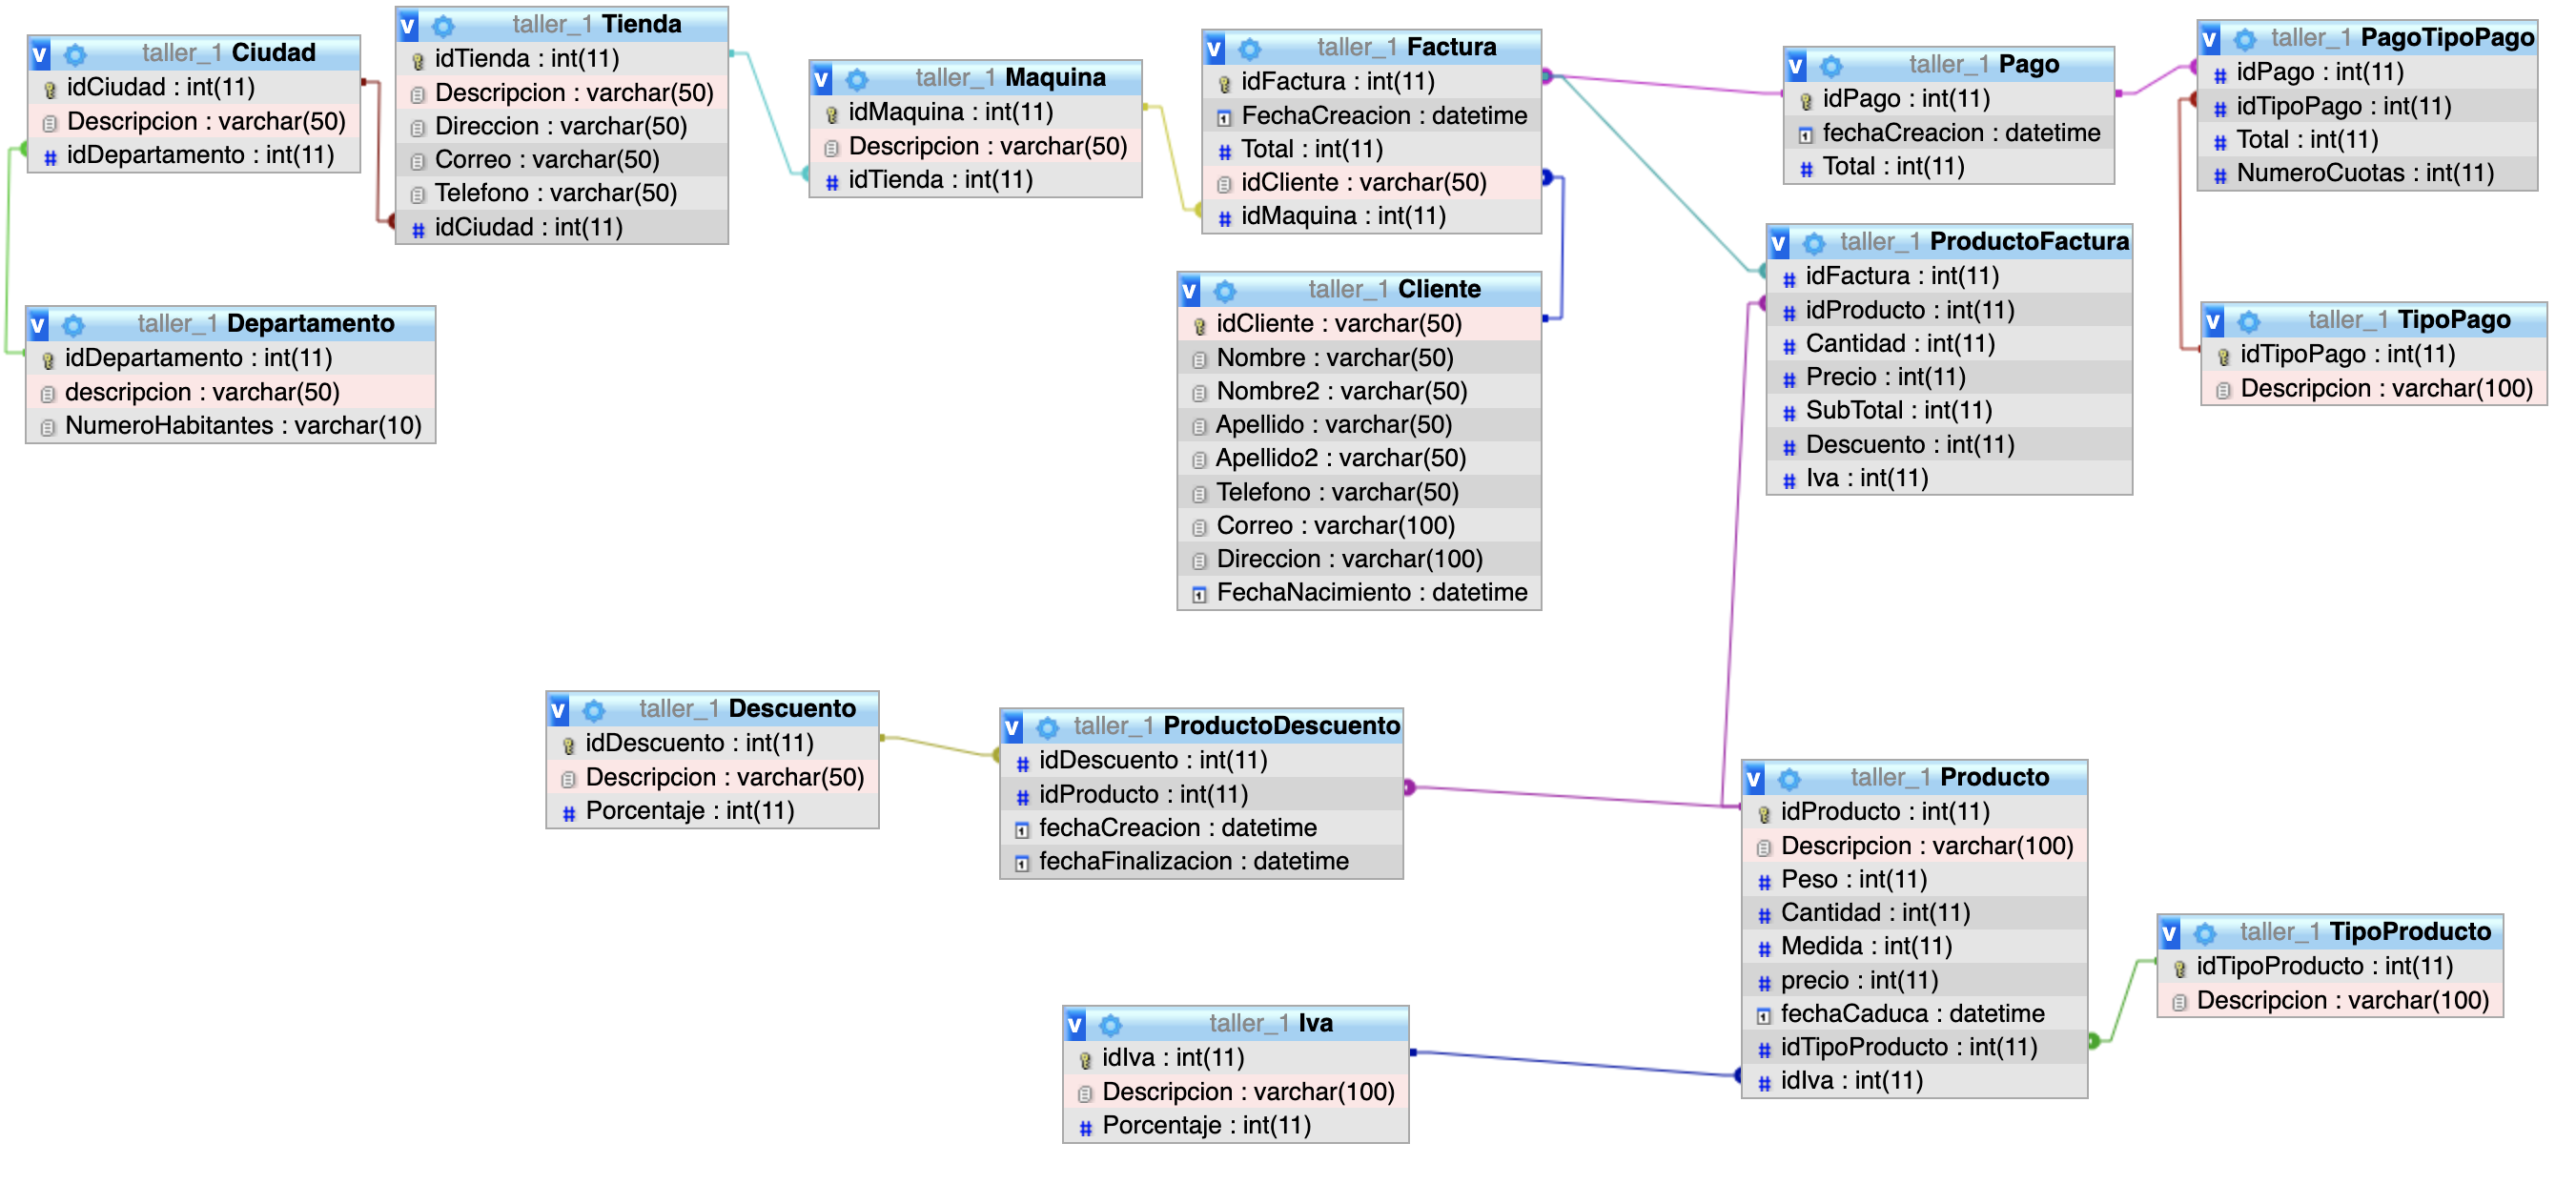 v taller_1 Ciudad
idCiudad : int(11)
Descripcion : varchar(50)
idDepartamento : int(11)
v taller_1 Tienda
idTienda : int(11)
Descripcion : varchar(50)
Direccion : varchar(50)
Correo : varchar(50)
Telefono : varchar(50)
idCiudad : int(11)
v taller_1 Maquina
idMaquina : int(11)
Descripcion : varchar(50)
idTienda : int(11)
v taller_1 Factura
idFactura : int(11)
FechaCreacion : datetime
Total : int(11)
idCliente : varchar(50)
idMaquina : int(11)
v taller_1 Pago
idPago : int(11)
fechaCreacion : datetime
Total : int(11)
v taller_1 PagoTipoPago
idPago : int(11)
idTipoPago : int(11)
Total : int(11)
NumeroCuotas : int(11)
v taller_1 Departamento
idDepartamento : int(11)
descripcion : varchar(50)
NumeroHabitantes : varchar(10)
v taller_1 Cliente
idCliente : varchar(50)
Nombre : varchar(50)
Nombre2 : varchar(50)
Apellido : varchar(50)
Apellido2 : varchar(50)
Telefono : varchar(50)
Correo : varchar(100)
Direccion : varchar(100)
FechaNacimiento : datetime
v taller_1 ProductoFactura
idFactura : int(11)
idProducto : int(11)
Cantidad : int(11)
Precio : int(11)
SubTotal : int(11)
Descuento : int(11)
Iva : int(11)
v taller_1 TipoPago
idTipoPago : int(11)
Descripcion : varchar(100)
v taller_1 Descuento
idDescuento : int(11)
Descripcion : varchar(50)
Porcentaje : int(11)
v taller_1 ProductoDescuento
idDescuento : int(11)
idProducto : int(11)
fechaCreacion : datetime
fechaFinalizacion : datetime
v taller_1 Producto
idProducto : int(11)
Descripcion : varchar(100)
Peso : int(11)
Cantidad : int(11)
Medida : int(11)
precio : int(11)
fechaCaduca : datetime
idTipoProducto : int(11)
idIva : int(11)
v taller_1 TipoProducto
idTipoProducto : int(11)
Descripcion : varchar(100)
v taller_1 Iva
idIva : int(11)
Descripcion : varchar(100)
Porcentaje : int(11)